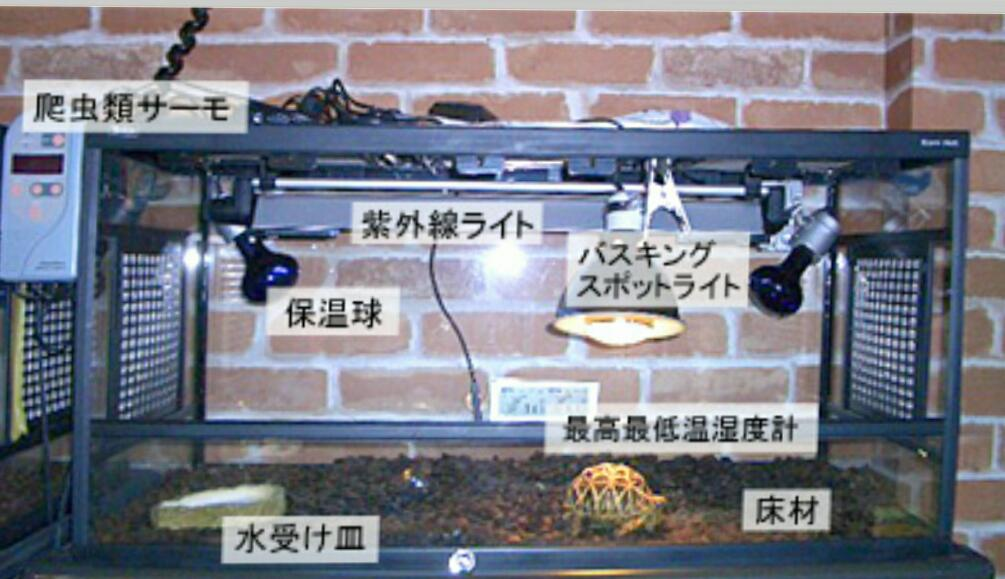 爬虫類サーモ
紫外線ライト
バスキング
スポットライト
保温球
最高最低温湿度計
床材
水受け皿